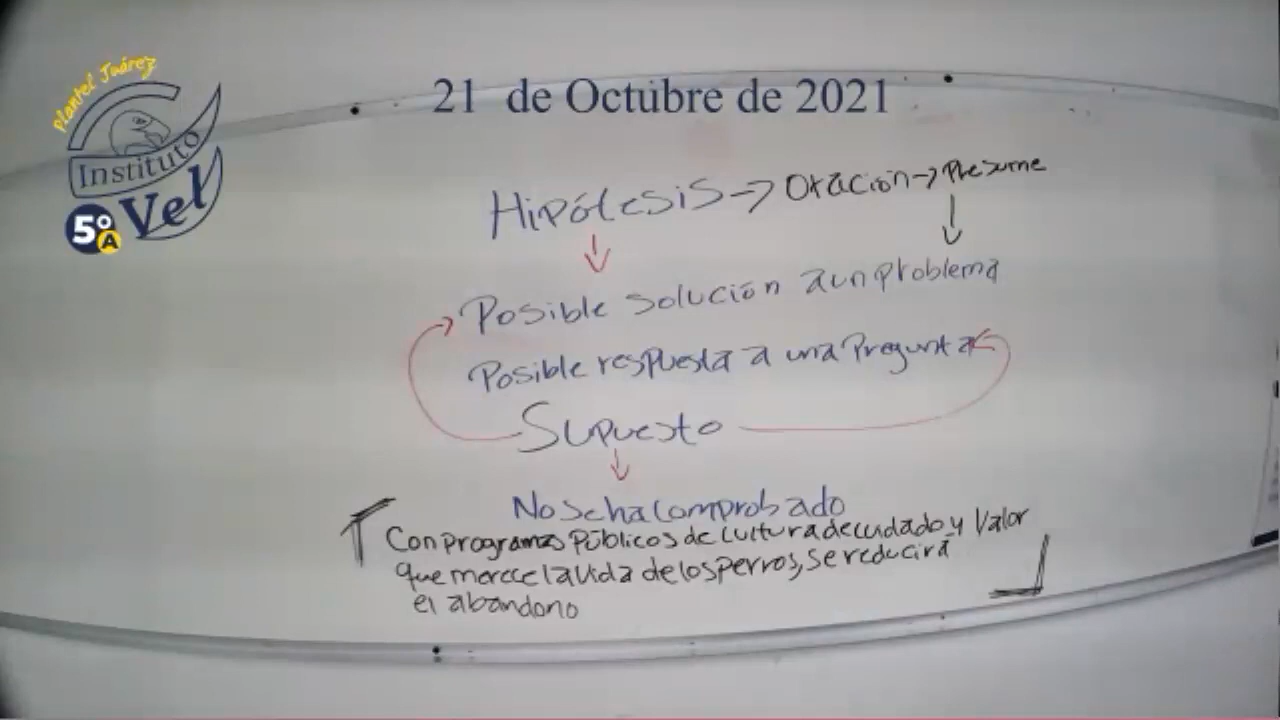 Plantel Juárez
Instituto
Vel
5º
A
21 de Octubre de 2021
Hipótesis → Oración → Presume
Posible solución a un problema
Posible respuesta a una Pregunta
Supuesto
No se ha comprobado
Con programas Públicos de cultura de cuidado y Valor
que merece la vida de los perros, se reducirá
el abandono